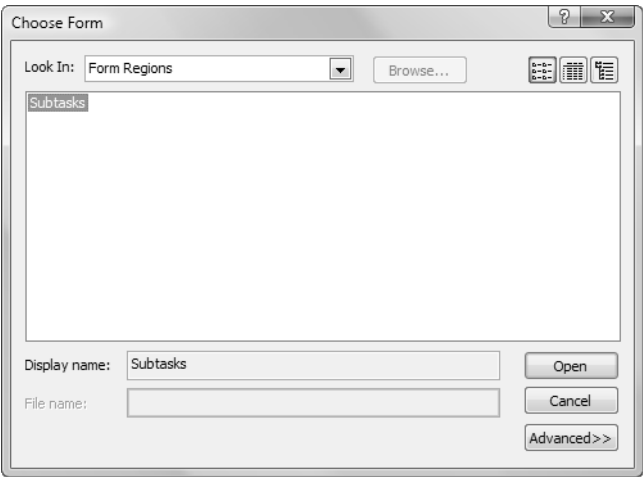 Choose Form
Look In: Form Regions Browse...
Subtasks
Display name: Subtasks
Open
File name:
Cancel
Advanced>>